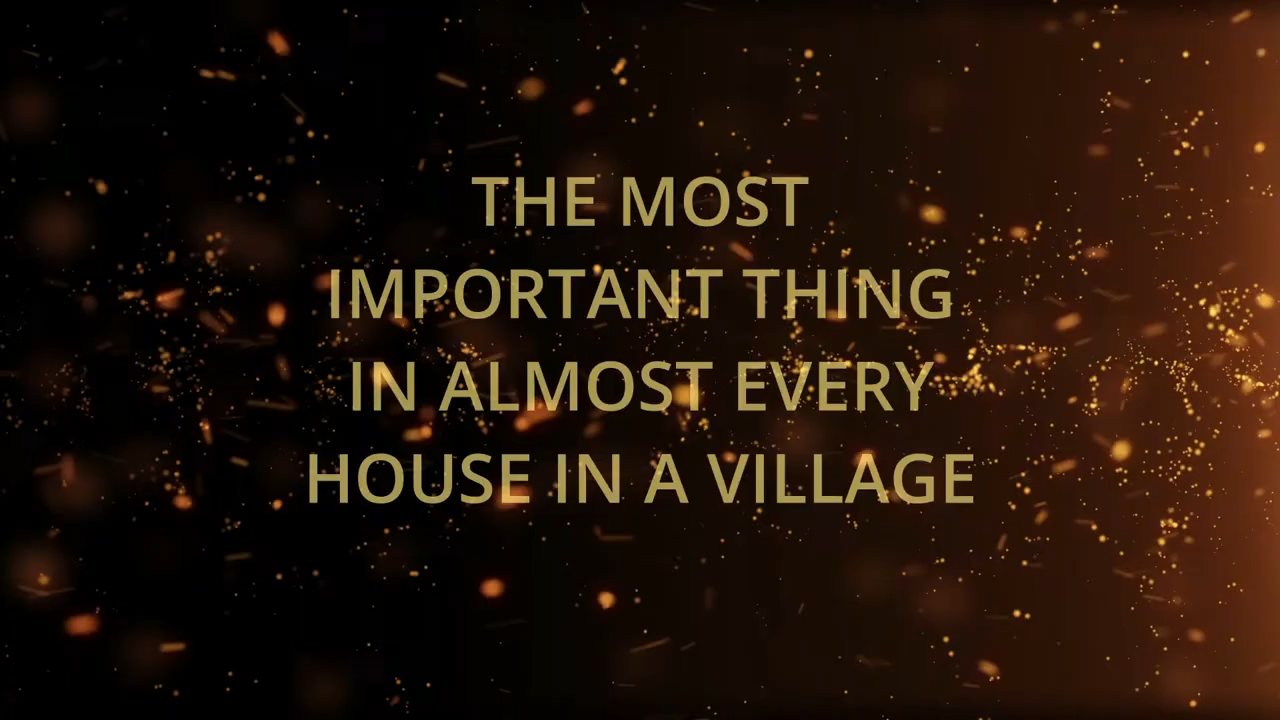 THE MOST
IMPORTANT THING
IN ALMOST EVERY
HOUSE IN A VILLAGE